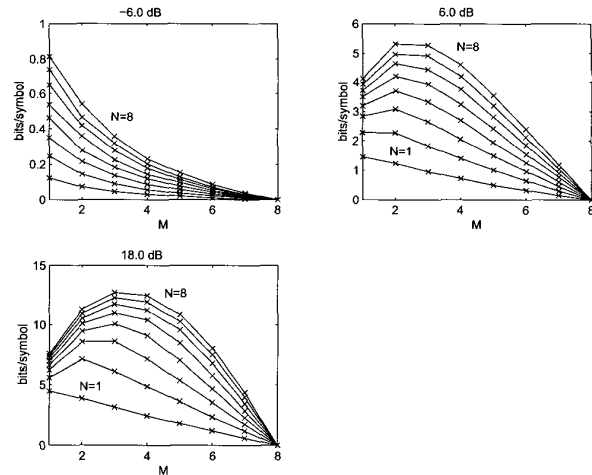 −6.0 dB
1
0.8
0.6
0.4
0.2
0
bits/symbol
N=8
2 4 6 8
M
6.0 dB
6
5
4
3
2
1
0
bits/symbol
N=8
N=1
2 4 6 8
M
18.0 dB
15
10
5
0
bits/symbol
N=8
N=1
2 4 6 8
M